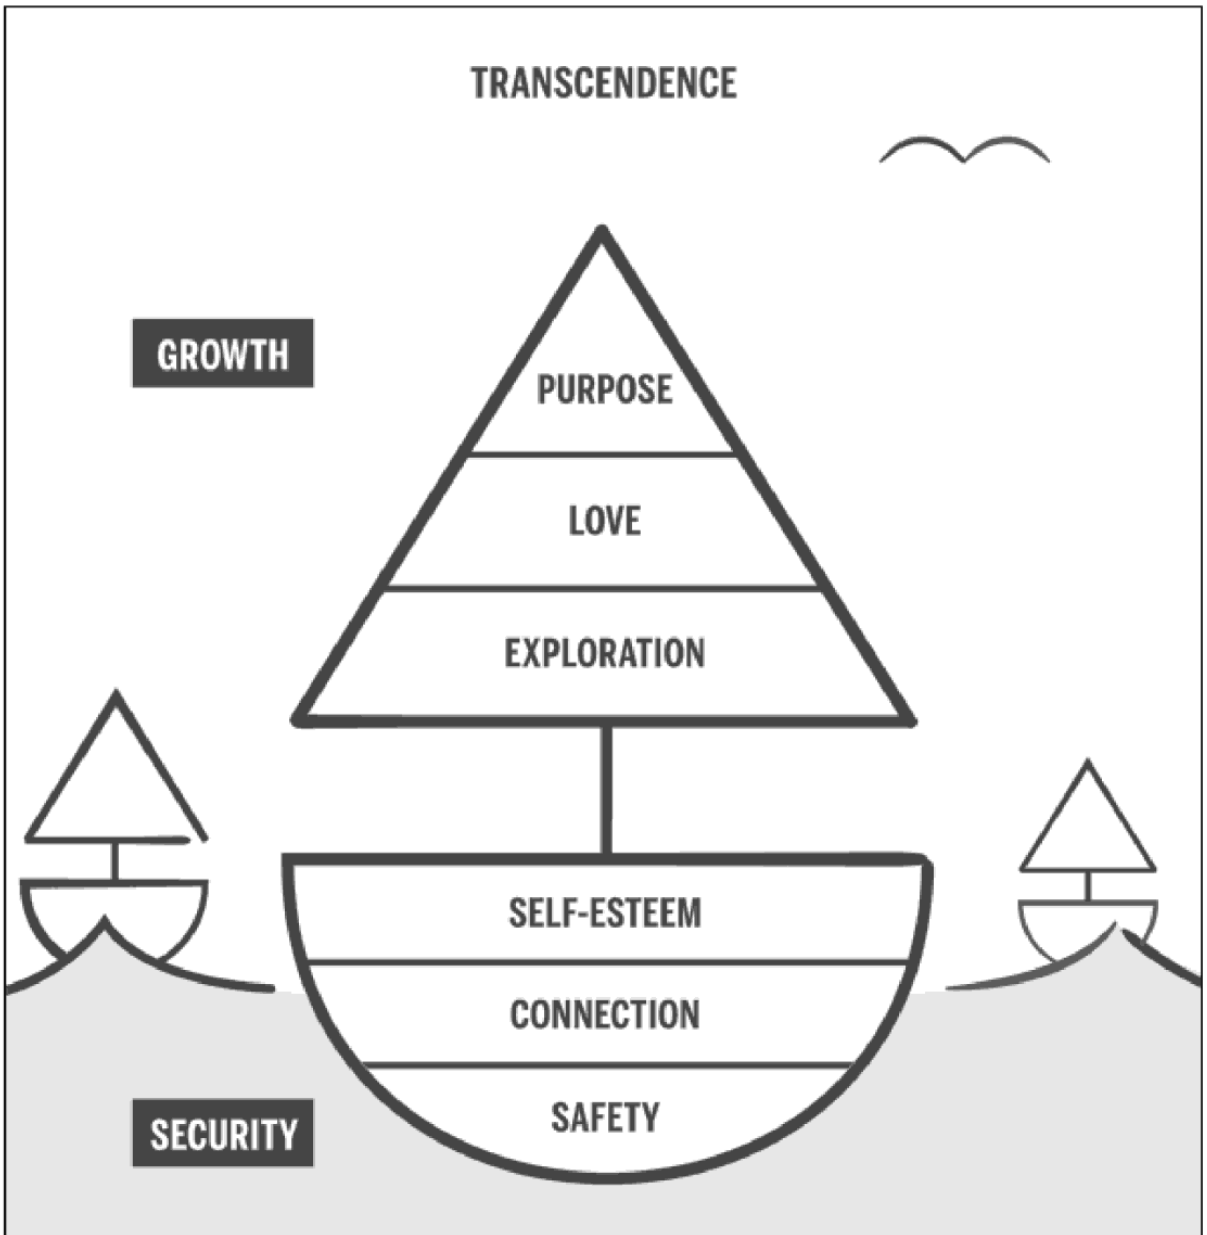 TRANSCENDENCE
GROWTH
PURPOSE
LOVE
EXPLORATION
SELF-ESTEEM
CONNECTION
SAFETY
SECURITY